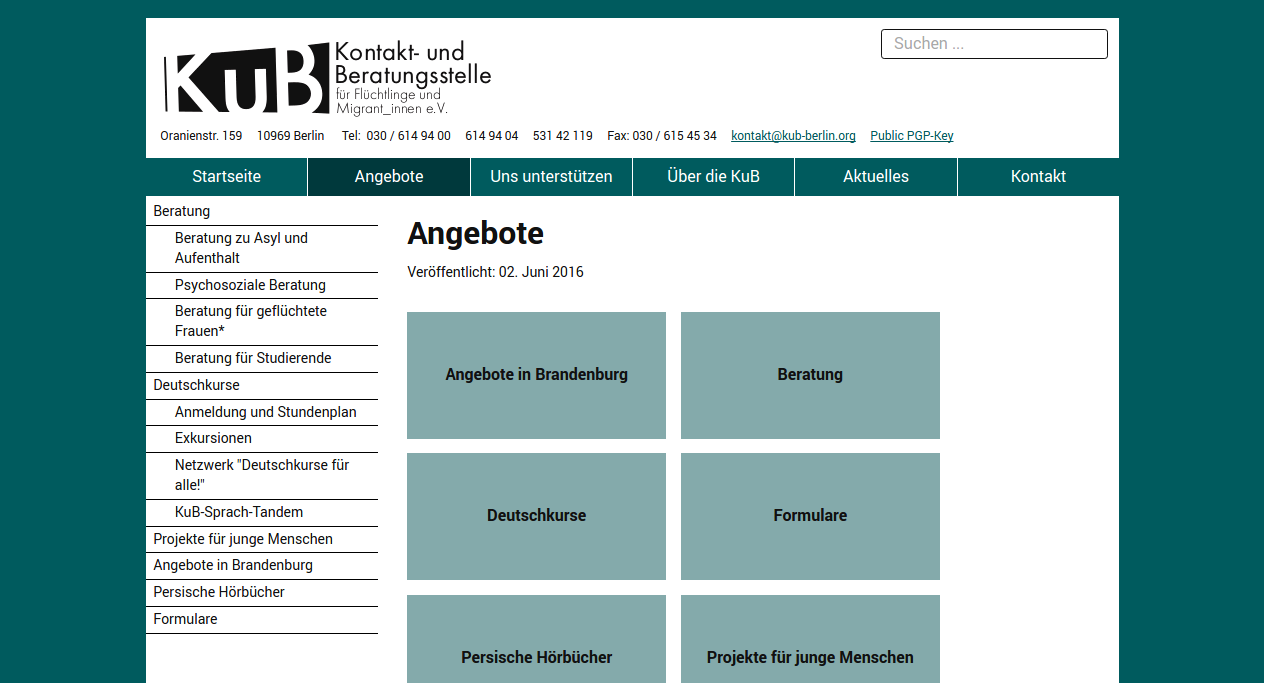 KuB Kontakt- und
Beratungsstelle
für Flüchtlinge und
Migrant_innen e.V.
Suchen ...
Oranienstr. 159 10969 Berlin Tel: 030 / 614 94 00 614 94 04 531 42 119 Fax: 030 / 615 45 34 kontakt@kub-berlin.org Public PGP-Key
Startseite Angebote Uns unterstützen Über die KuB Aktuelles Kontakt
Beratung
Beratung zu Asyl und
Aufenthalt
Psychosoziale Beratung
Beratung für geflüchtete
Frauen*
Beratung für Studierende
Deutschkurse
Anmeldung und Stundenplan
Exkursionen
Netzwerk "Deutschkurse für
alle!"
KuB-Sprach-Tandem
Projekte für junge Menschen
Angebote in Brandenburg
Persische Hörbücher
Formulare
Angebote
Veröffentlicht: 02. Juni 2016
Angebote in Brandenburg
Beratung
Deutschkurse
Formulare
Persische Hörbücher
Projekte für junge Menschen